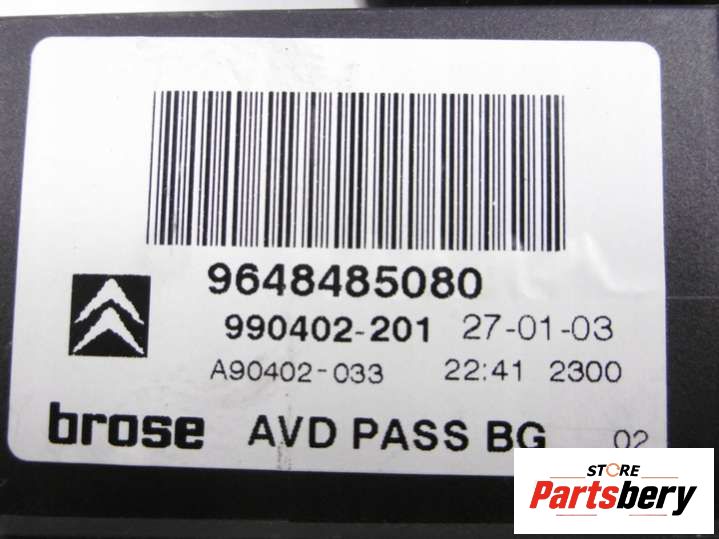 9648485080
990402-201 27-01-03
A90402-033 22:41 2300
brose AVD PASS BG 02
STORE
Partsbery